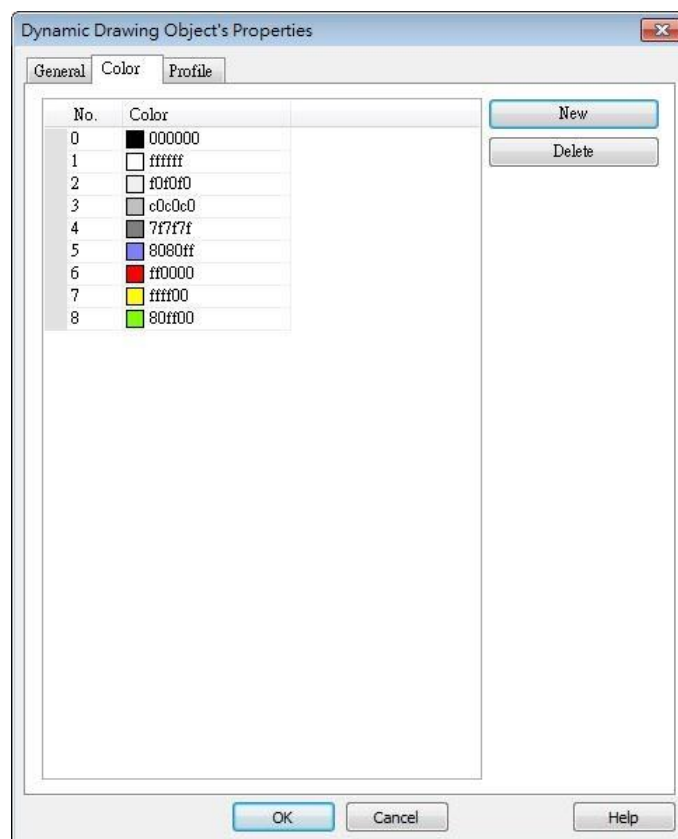 Dynamic Drawing Object's Properties
General Color Profile
No. Color
0 000000
1 ffffff
2 f0f0f0
3 c0c0c0
4 7f7f7f
5 8080ff
6 ff0000
7 ffff00
8 80ff00
New
Delete
OK Cancel Help